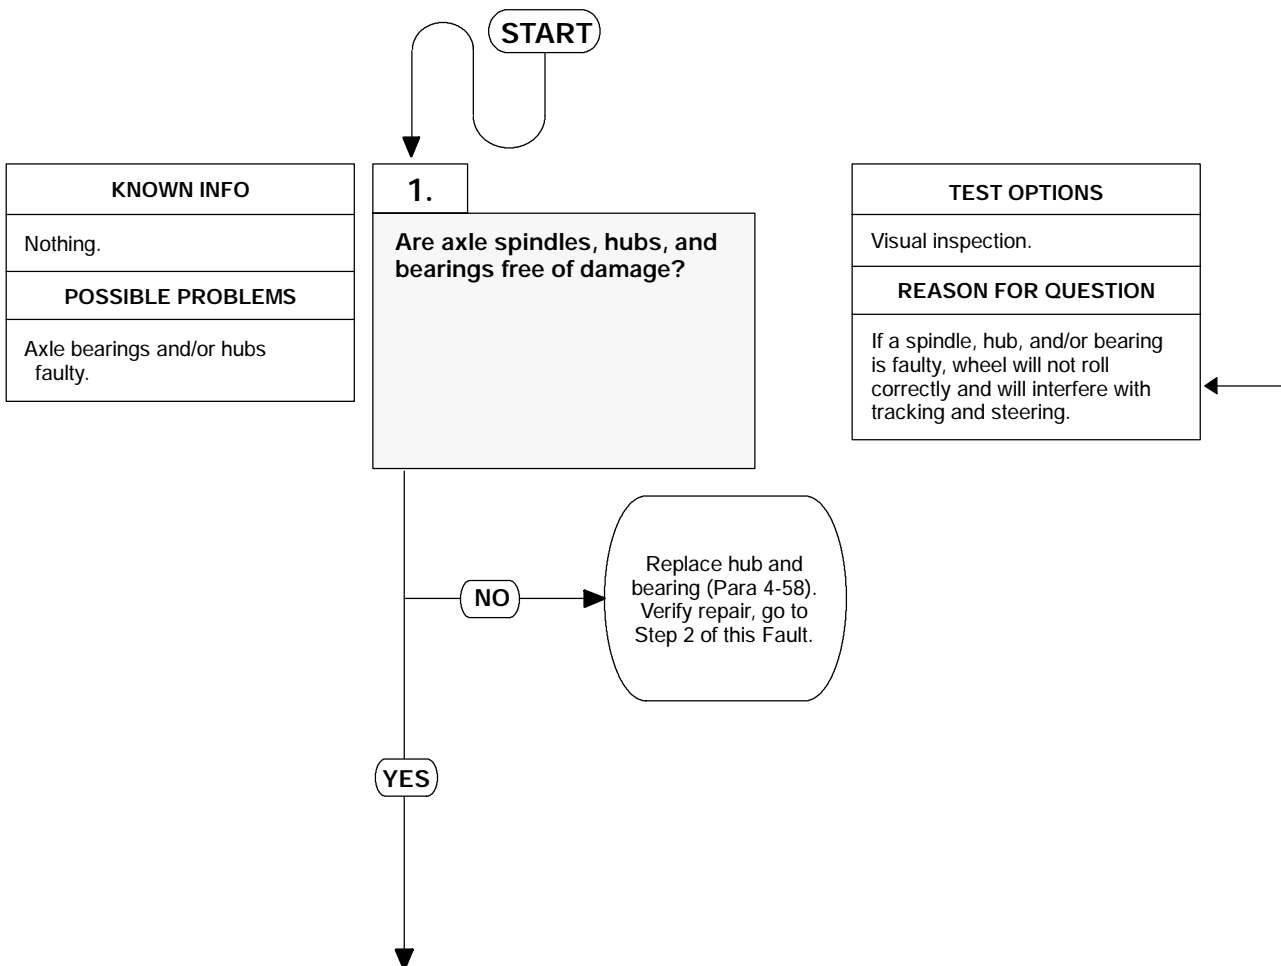 START
KNOWN INFO
Nothing.
POSSIBLE PROBLEMS
Axle bearings and/or hubs
faulty.
1.
Are axle spindles, hubs, and
bearings free of damage?
TEST OPTIONS
Visual inspection.
REASON FOR QUESTION
If a spindle, hub, and/or bearing
is faulty, wheel will not roll
correctly and will interfere with
tracking and steering.
NO
Replace hub and
bearing (Para 4-58).
Verify repair, go to
Step 2 of this Fault.
YES